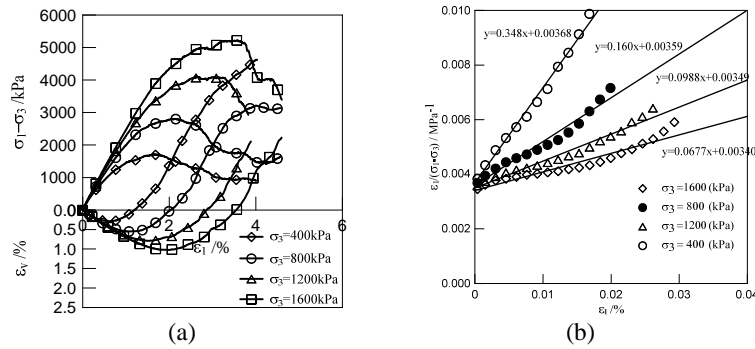 6000
5000
4000
3000
2000
1000
0.0
0.5
1.0
1.5
2.0
2.5
σ₁–σ₃ /kPa
εᵥ /%
0
2
4
6
ε₁ /%
σ₃=400kPa
σ₃=800kPa
σ₃=1200kPa
σ₃=1600kPa
(a)
0.010
0.008
0.006
0.004
0.002
0.000
ε₁/(σ₁-σ₃) / MPa⁻¹
y=0.348x+0.00368
y=0.160x+0.00359
y=0.0988x+0.00349
y=0.0677x+0.00340
σ₃=1600 (kPa)
σ₃ = 800 (kPa)
σ₃ =1200 (kPa)
σ₃ = 400 (kPa)
0.00
0.01
0.02
0.03
0.04
ε₁ /%
(b)